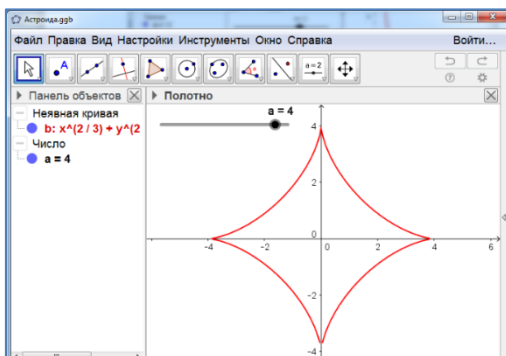 Астроида.ggb
Файл Правка Вид Настройки Инструменты Окно Справка Войти...
A a=2
Панель объектов Полотно
Неявная кривая
b: x^(2 / 3) + y^(2
Число
a = 4
a = 4
4
2
0
-4 -2 0 2 4 6
-2
-4